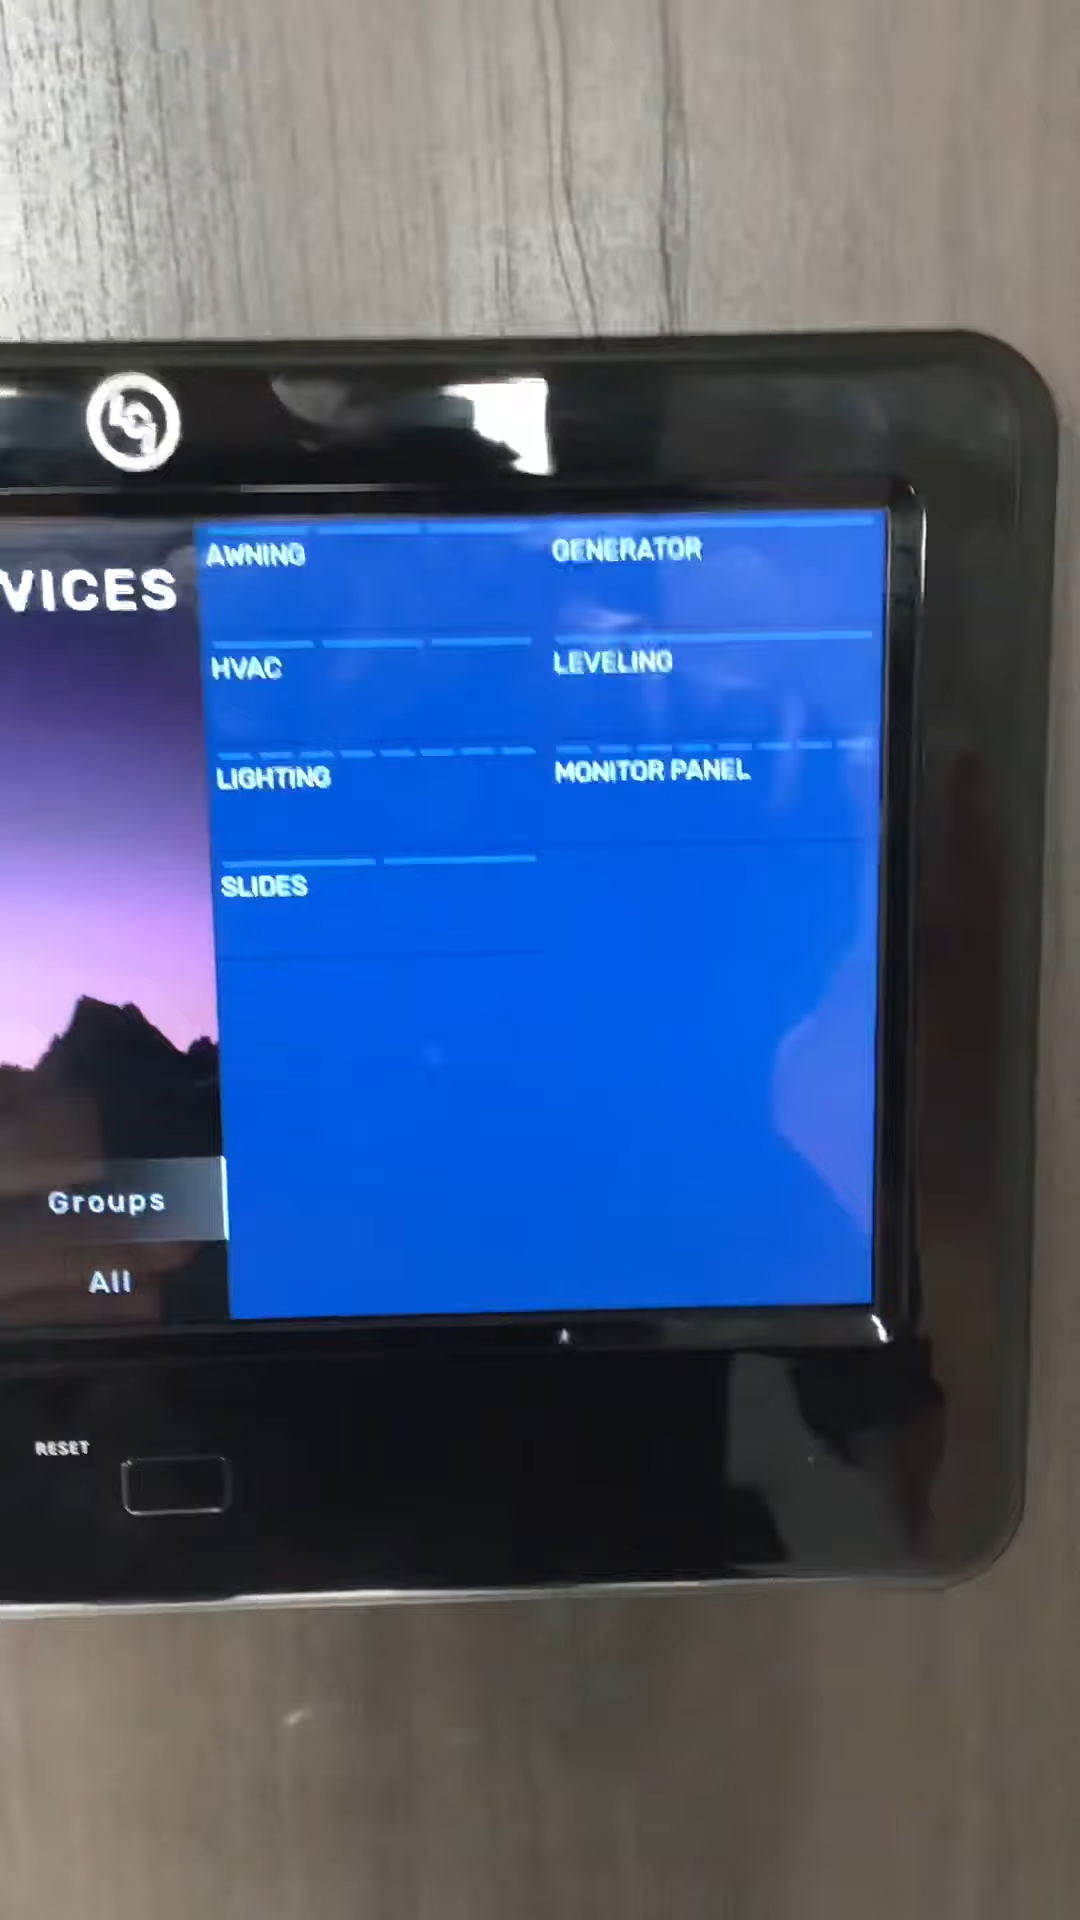 VICES
AWNING
GENERATOR
HVAC
LEVELING
LIGHTING
MONITOR PANEL
SLIDES
Groups
All
RESET